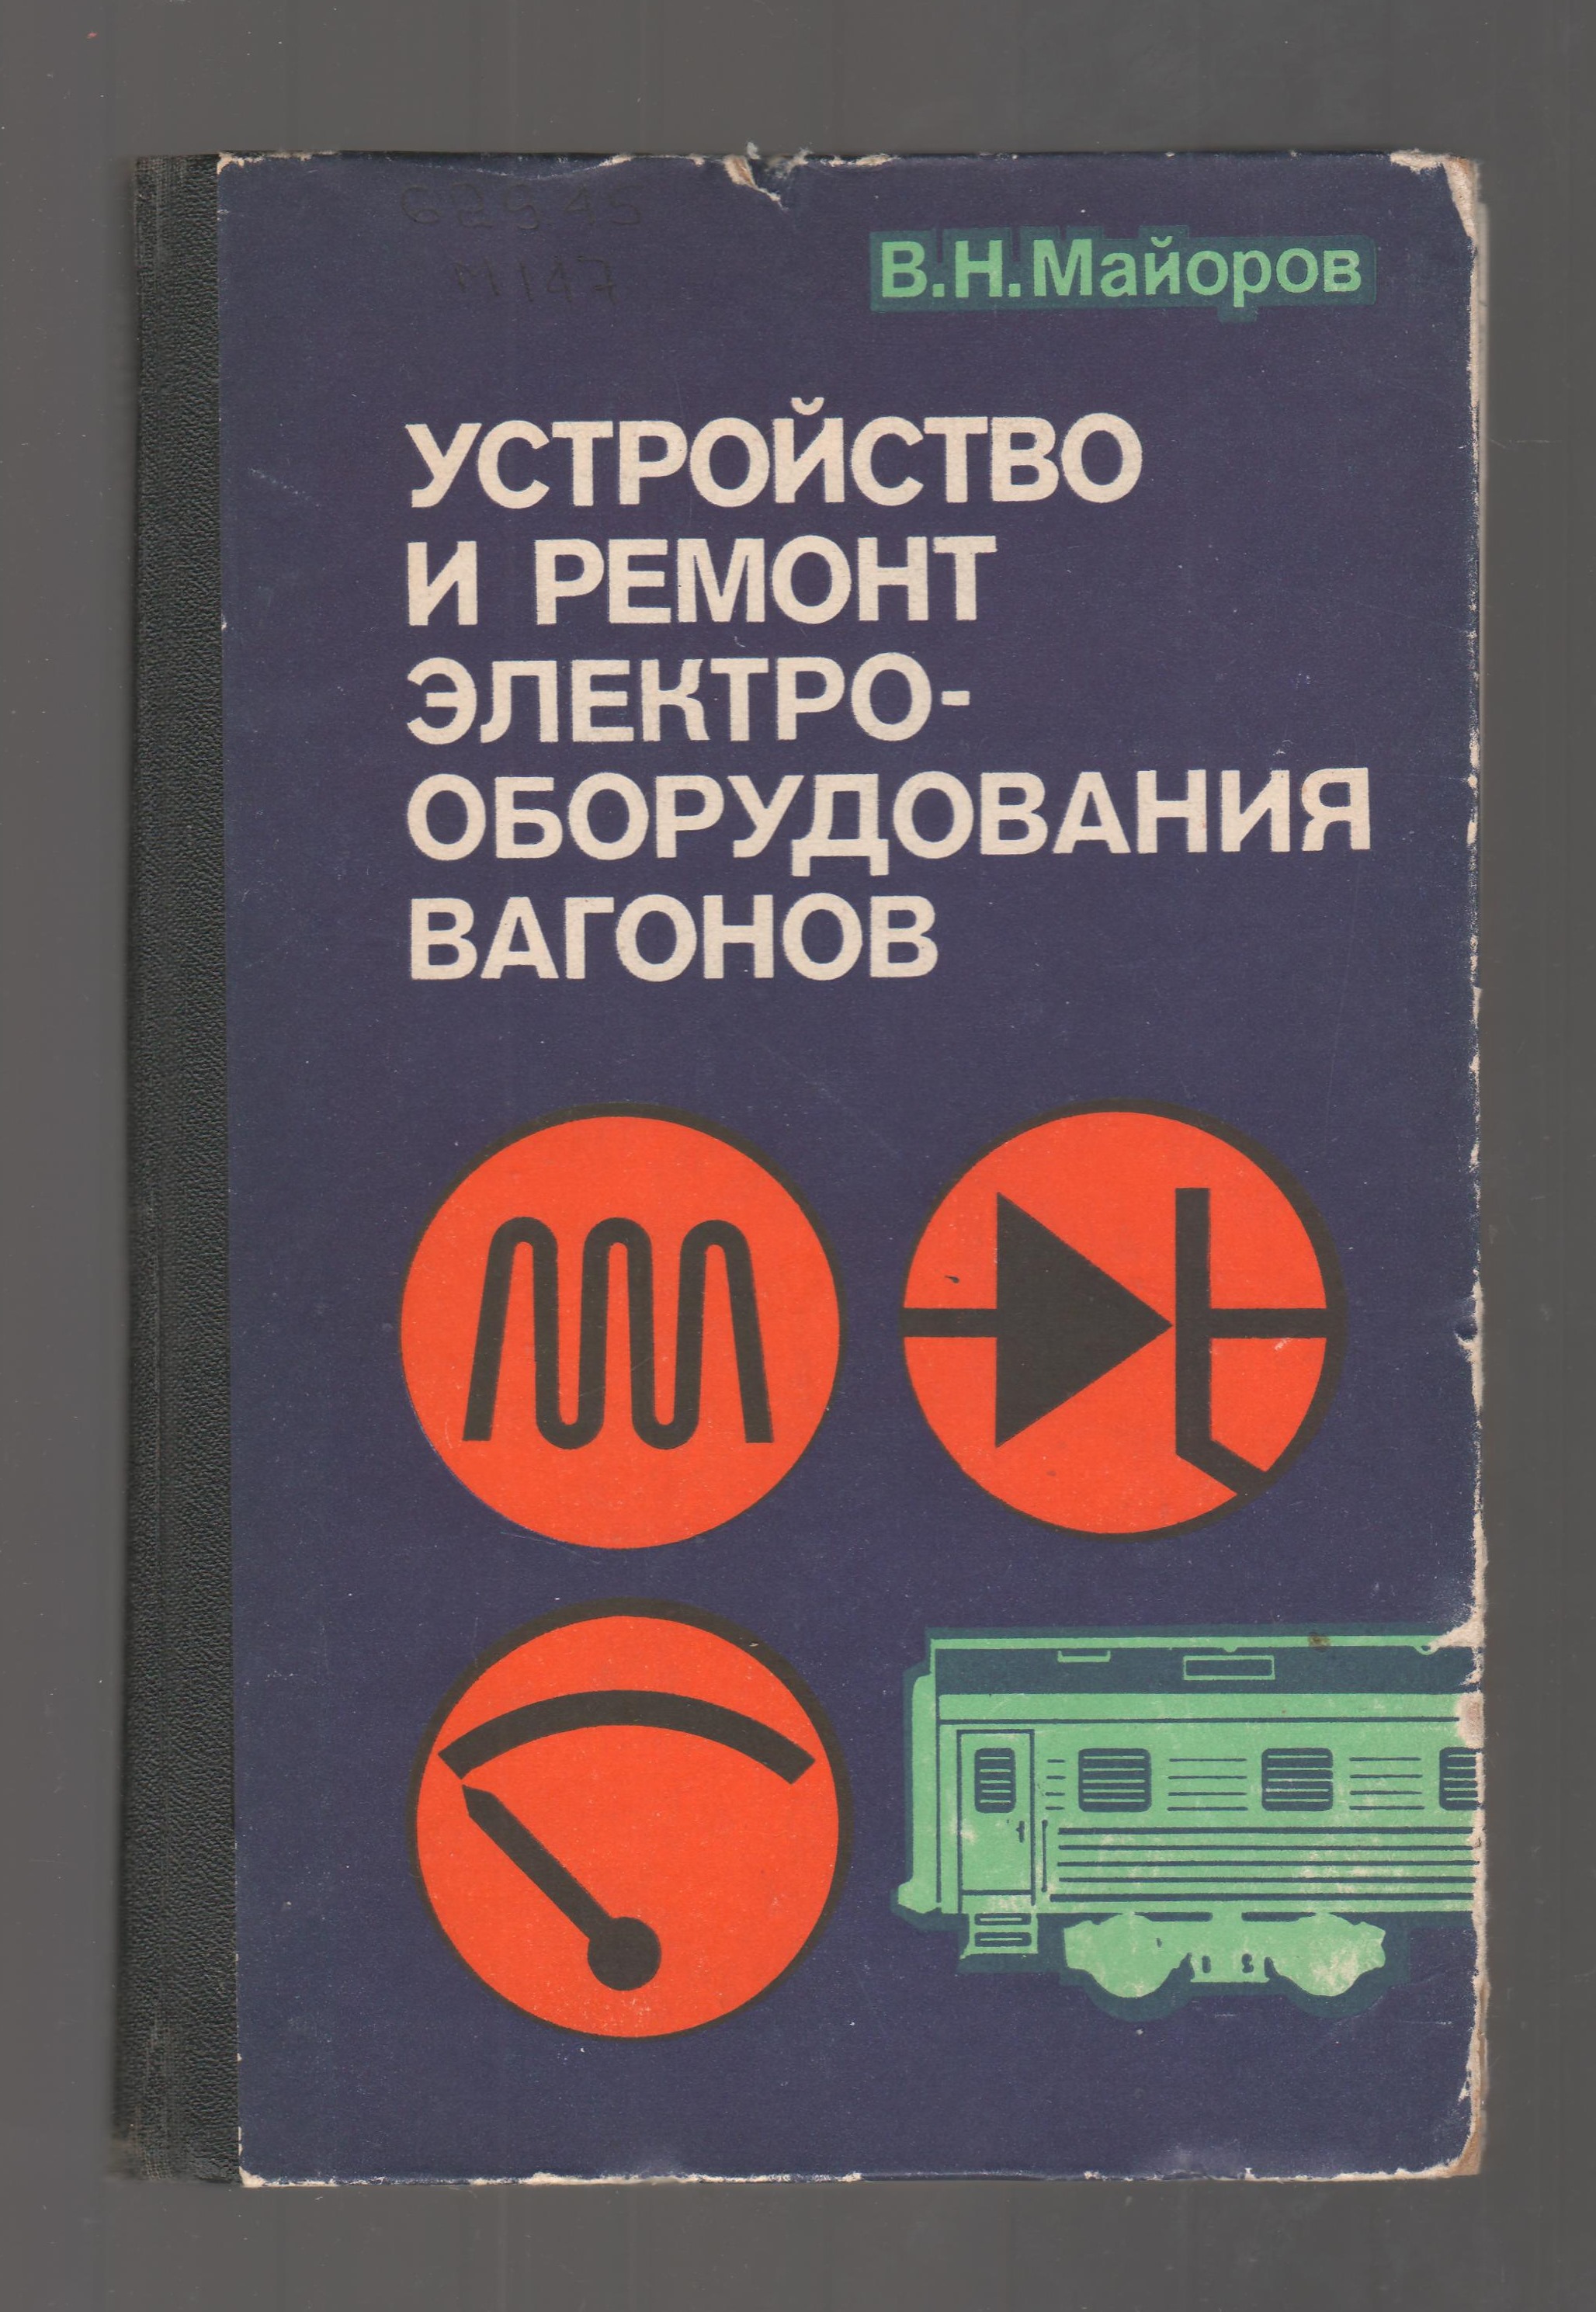 В.Н.Майоров
УСТРОЙСТВО
И РЕМОНТ
ЭЛЕКТРО-
ОБОРУДОВАНИЯ
ВАГОНОВ